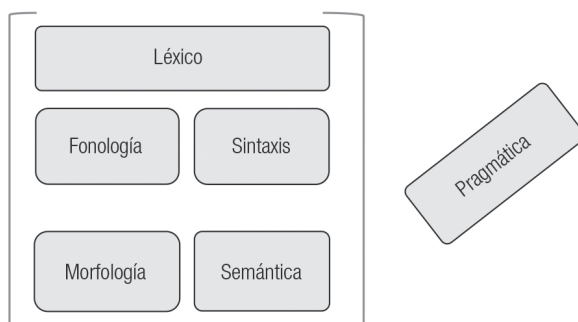 Léxico
Fonología
Sintaxis
Pragmática
Morfología
Semántica